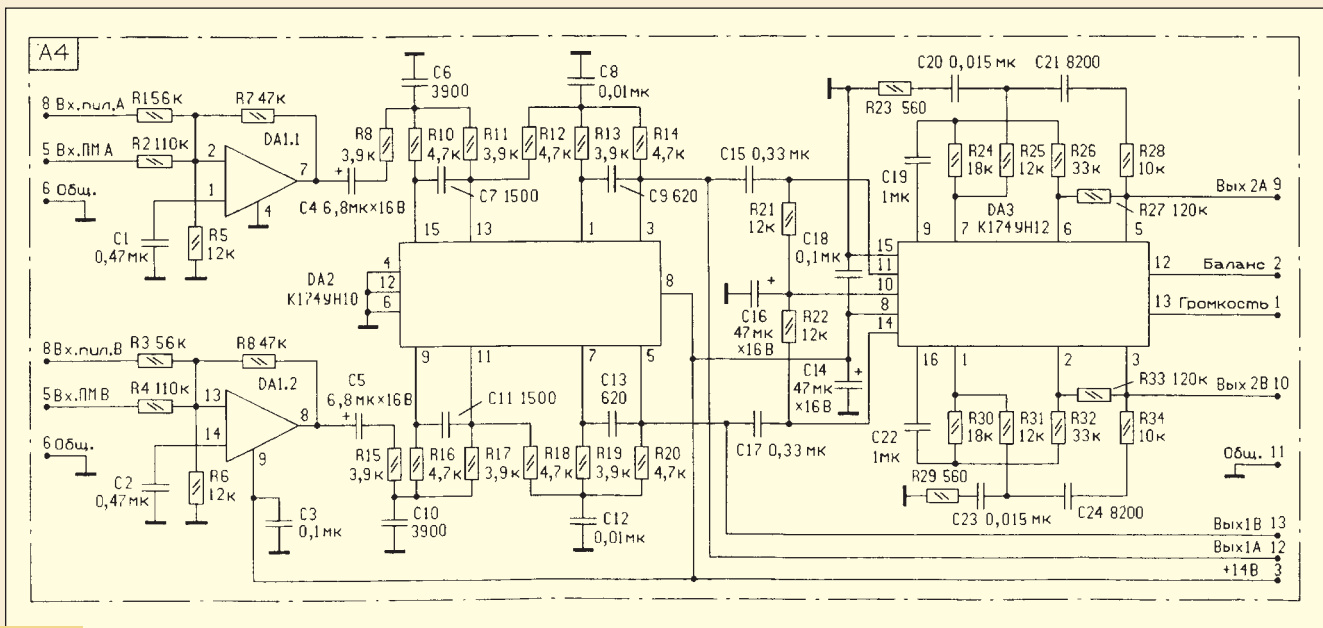 A4
8 Вх.пил.А
R1 56к
R7 47к
5 Вх.ПМ А
R2 110к
DA1.1
2
1
7
4
6 Общ.
C1
0,47мк
R5
12к
C4 6,8мк×16В
C6
3900
R8
3,9к
R10
4,7к
R11
3,9к
R12
4,7к
C7 1500
C8
0,01мк
R13
3,9к
R14
4,7к
C9 620
15
13
1
3
DA2
К174УН10
4
12
6
8
9
11
7
5
8 Вх.пил.В
R3 56к
R8 47к
5 Вх.ПМ В
R4 110к
DA1.2
13
14
8
9
6 Общ.
C2
0,47мк
R6
12к
C3
0,1мк
C5
6,8мк×16В
C11 1500
C13
620
R15
3,9к
R16
4,7к
R17
3,9к
R18
4,7к
R19
3,9к
R20
4,7к
C10
3900
C12
0,01мк
C15 0,33мк
R21
12к
C18
0,1мк
C16
47мк
×16В
R22
12к
C14
47мк
×16В
C17 0,33мк
R23 560
C20 0,015мк
C21 8200
C19
1мк
R24
18к
R25
12к
R26
33к
R28
10к
R27 120к
DA3
К174УН12
9
7
6
5
15
11
10
8
14
12
13
16
1
2
3
Вых 2А 9
Баланс 2
Громкость 1
C22
1мк
R30
18к
R31
12к
R32
33к
R34
10к
R33 120к
Вых 2В 10
R29 560
C23 0,015мк
C24 8200
Общ. 11
Вых1В 13
Вых1А 12
+14В 3